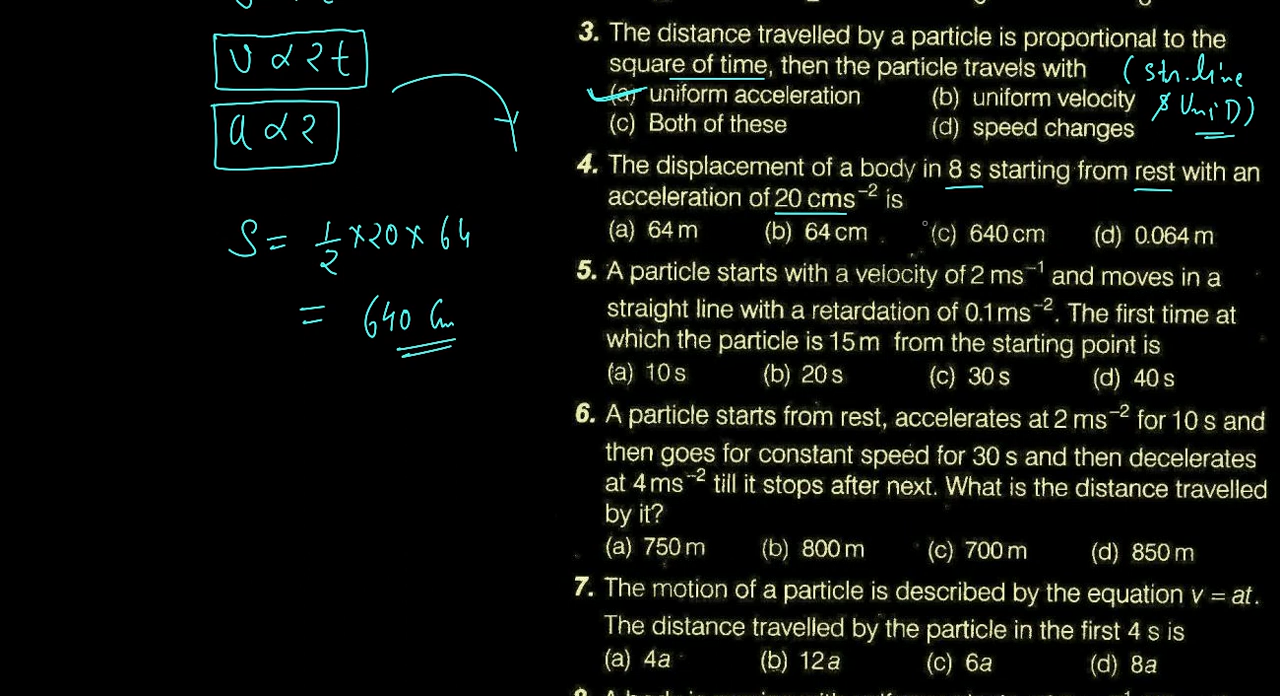 v ∝ 2t
a ∝ 2
S = 1/2 × 20 × 64
= 640 Cm
3. The distance travelled by a particle is proportional to the
square of time, then the particle travels with (Str. line
(a) uniform acceleration (b) uniform velocity & Uni D)
(c) Both of these (d) speed changes
4. The displacement of a body in 8 s starting from rest with an
acceleration of 20 cms⁻² is
(a) 64 m (b) 64 cm (c) 640 cm (d) 0.064 m
5. A particle starts with a velocity of 2 ms⁻¹ and moves in a
straight line with a retardation of 0.1 ms⁻². The first time at
which the particle is 15 m from the starting point is
(a) 10 s (b) 20 s (c) 30 s (d) 40 s
6. A particle starts from rest, accelerates at 2 ms⁻² for 10 s and
then goes for constant speed for 30 s and then decelerates
at 4 ms⁻² till it stops after next. What is the distance travelled
by it?
(a) 750 m (b) 800 m (c) 700 m (d) 850 m
7. The motion of a particle is described by the equation v = at.
The distance travelled by the particle in the first 4 s is
(a) 4a (b) 12a (c) 6a (d) 8a